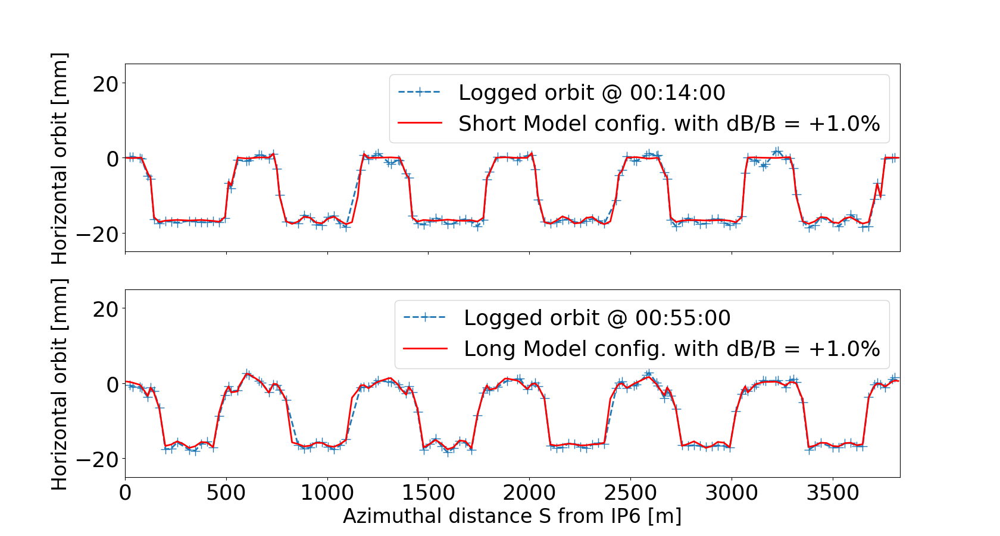 Horizontal orbit [mm]
20
0
−20
Logged orbit @ 00:14:00
Short Model config. with dB/B = +1.0%
Horizontal orbit [mm]
20
0
−20
Logged orbit @ 00:55:00
Long Model config. with dB/B = +1.0%
0 500 1000 1500 2000 2500 3000 3500
Azimuthal distance S from IP6 [m]